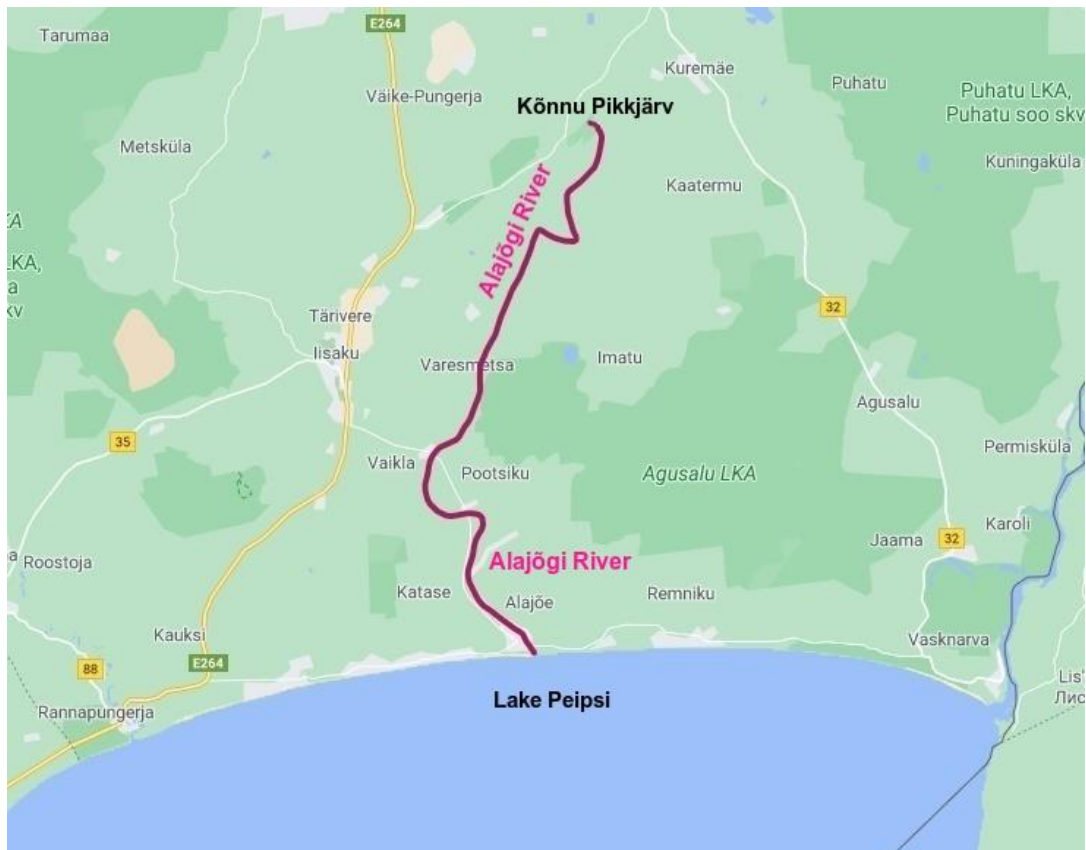 Tarumaa
E264
Kuremäe
Puhatu
Puhatu LKA,
Puhatu soo skv
Väike-Pungerja
Kõnnu Pikkjärv
Metsküla
Kuningaküla
Kaatermu
Alajõgi River
KA
LKA,
a
kv
32
Tärivere
Iisaku
Varesmetsa
Imatu
Agusalu
35
Permisküla
Vaikla
Pootsiku
Agusalu LKA
Karoli
Jaama
32
Roostoja
Alajõgi River
Katase
Alajõe
Remniku
Kauksi
Vasknarva
E264
88
Lis'
Лис
Rannapungerja
Lake Peipsi